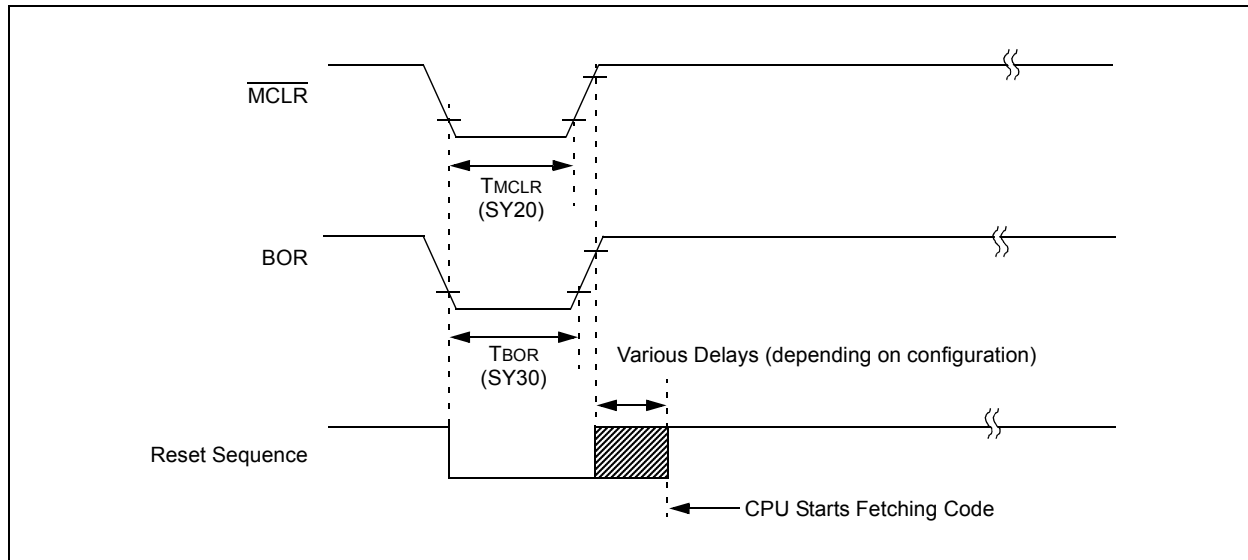 MCLR
TMCLR
(SY20)
BOR
TBOR
(SY30)
Various Delays (depending on configuration)
Reset Sequence
CPU Starts Fetching Code